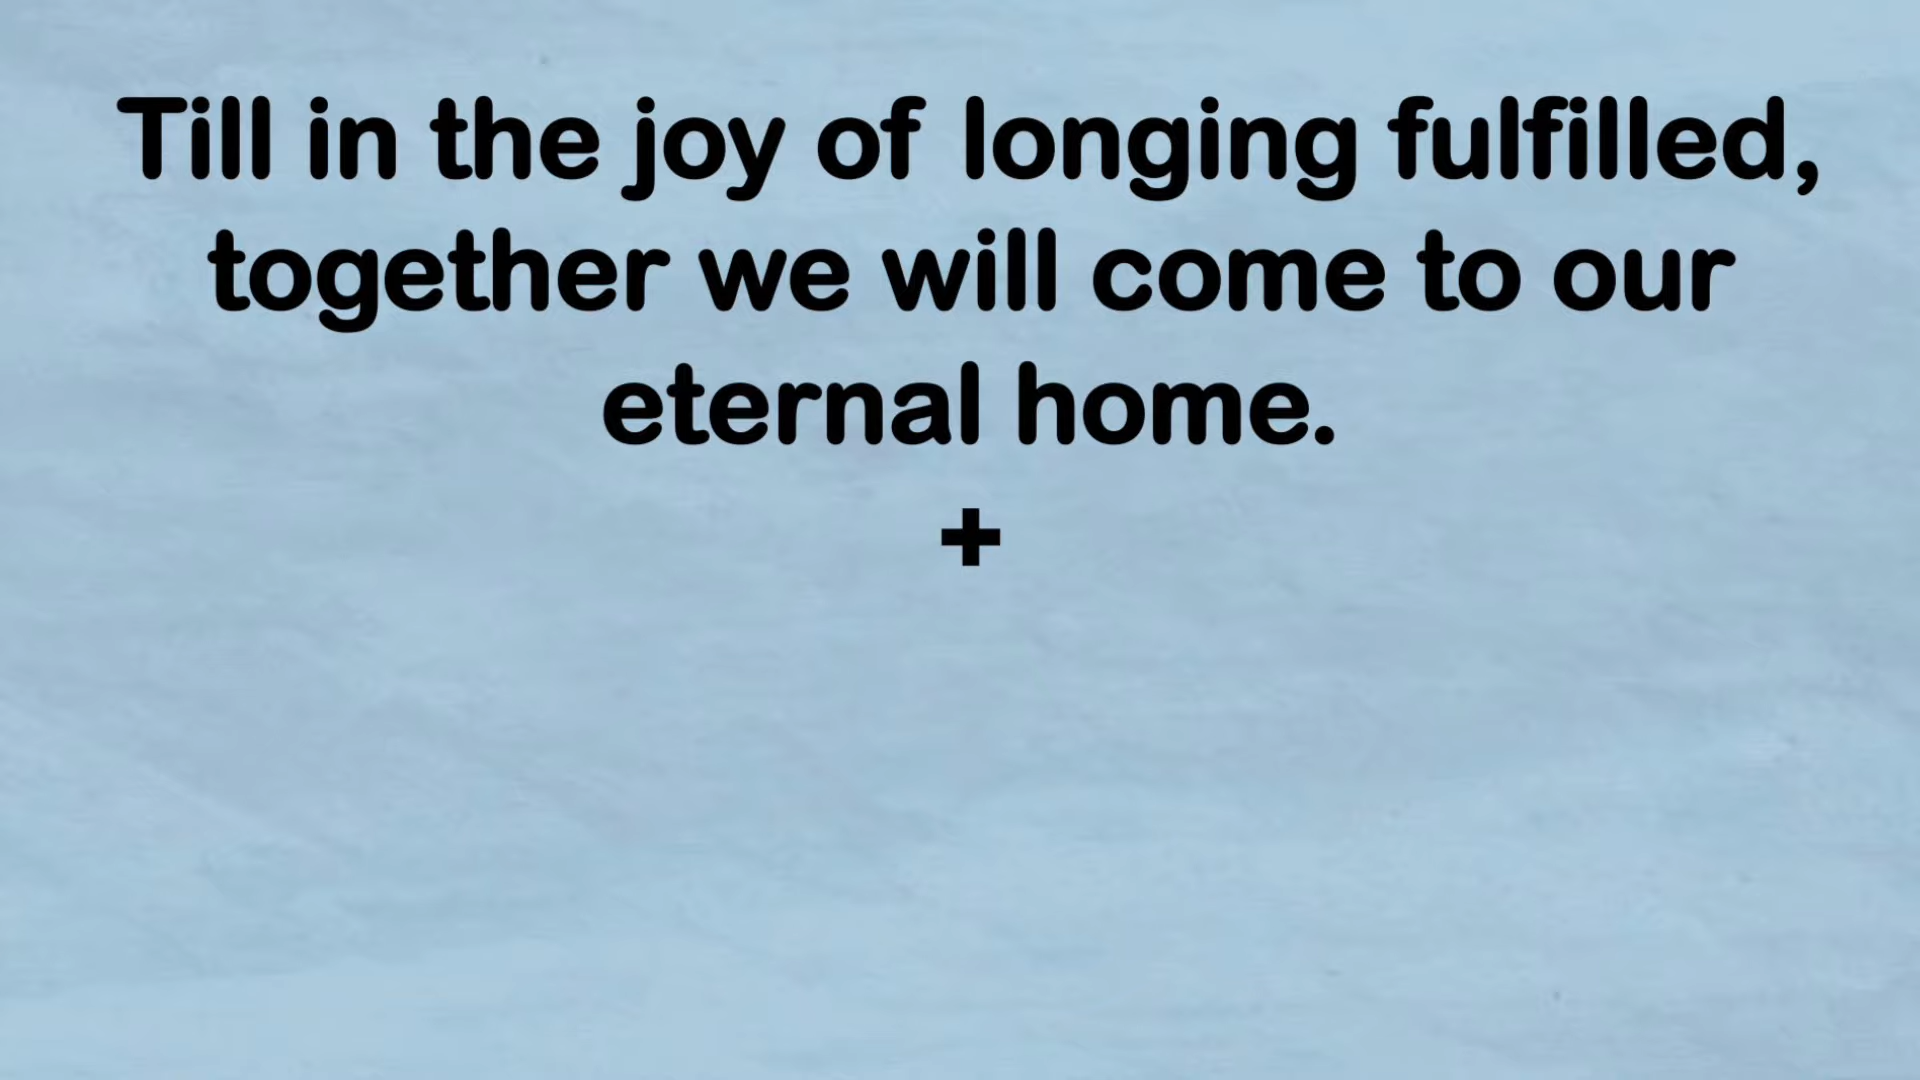 Till in the joy of longing fulfilled,
together we will come to our
eternal home.
+